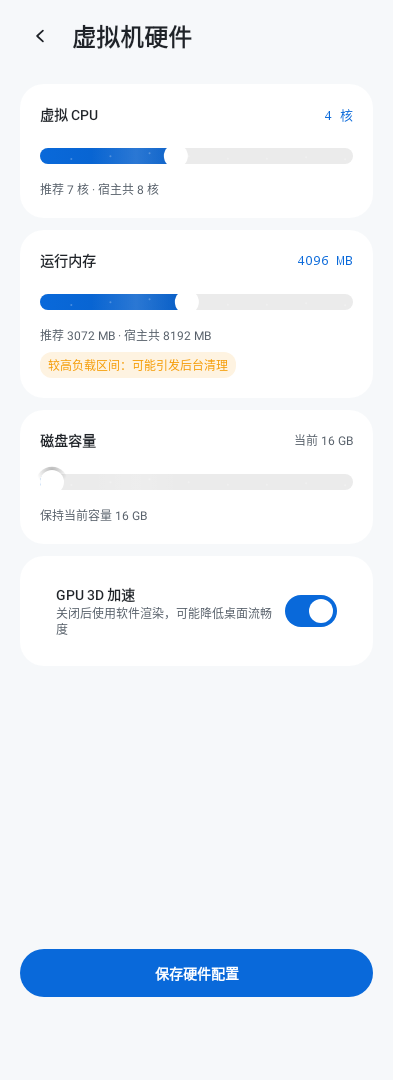 虚拟机硬件
虚拟 CPU
4 核
推荐 7 核 · 宿主共 8 核
运行内存
4096 MB
推荐 3072 MB · 宿主共 8192 MB
较高负载区间：可能引发后台清理
磁盘容量
当前 16 GB
保持当前容量 16 GB
GPU 3D 加速
关闭后使用软件渲染，可能降低桌面流畅
度
保存硬件配置